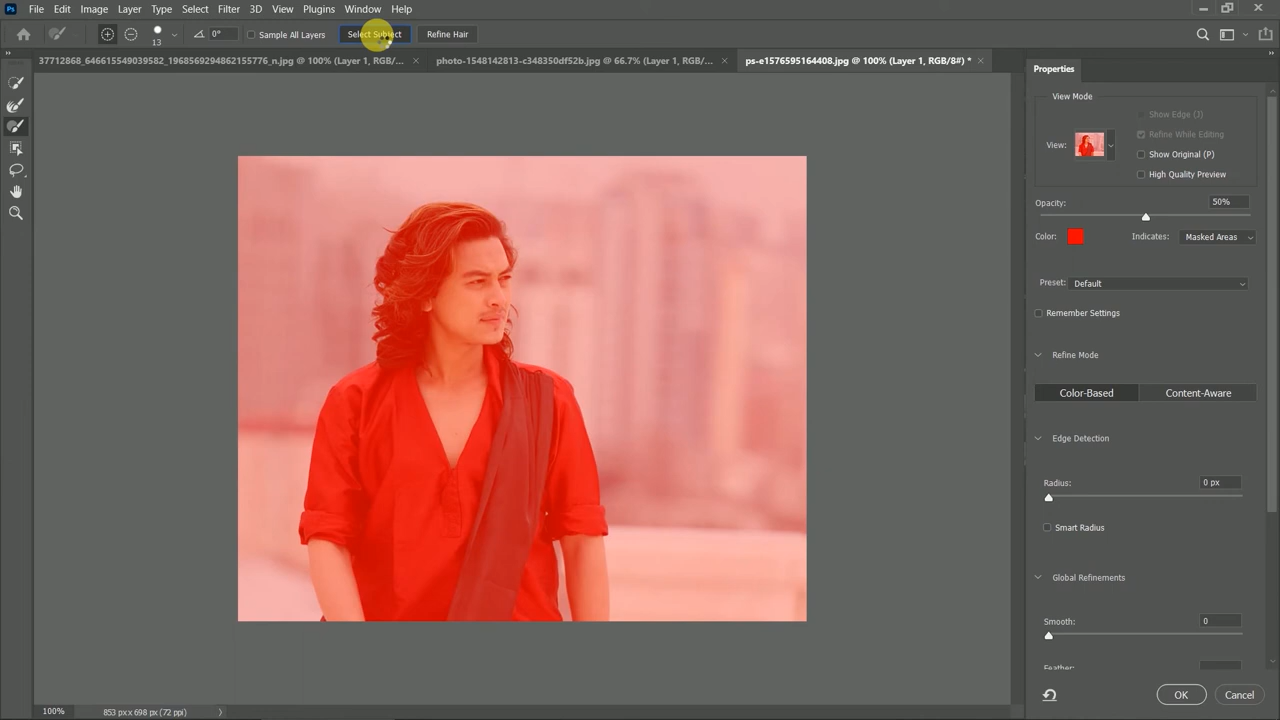 Ps File Edit Image Layer Type Select Filter 3D View Plugins Window Help
13 0° Sample All Layers Select Subject Refine Hair
37712868_646615549039582_1968569294862155776_n.jpg @ 100% (Layer 1, RGB/... × photo-1548142813-c348350df52b.jpg @ 66.7% (Layer 1, RGB/8#)... × ps-e1576595164408.jpg @ 100% (Layer 1, RGB/8#) * ×
Properties
View Mode
Show Edge (J)
Refine While Editing
View:
Show Original (P)
High Quality Preview
Opacity: 50%
Color: Indicates: Masked Areas
Preset: Default
Remember Settings
Refine Mode
Color-Based Content-Aware
Edge Detection
Radius: 0 px
Smart Radius
Global Refinements
Smooth: 0
Feather:
OK Cancel
100% 853 px x 698 px (72 ppi)